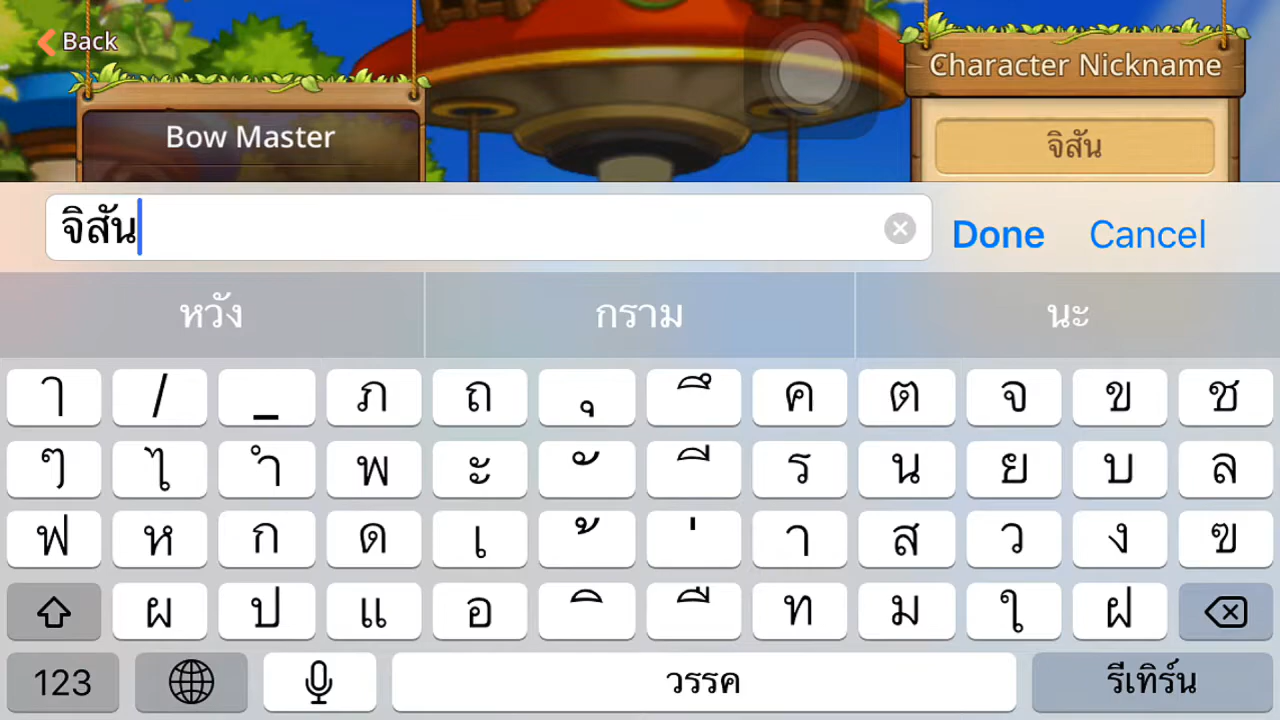 Back
Character Nickname
Bow Master
จิสัน
จิสัน
Done Cancel
หวัง กราม นะ
ๅ / _ ภ ถ ุ ึ ค ต จ ข ช
ๆ ไ ำ พ ะ ั ี ร น ย บ ล
ฟ ห ก ด เ ้ ่ า ส ว ง ฃ
ผ ป แ อ ิ ื ท ม ใ ฝ
123 วรรค รีเทิร์น